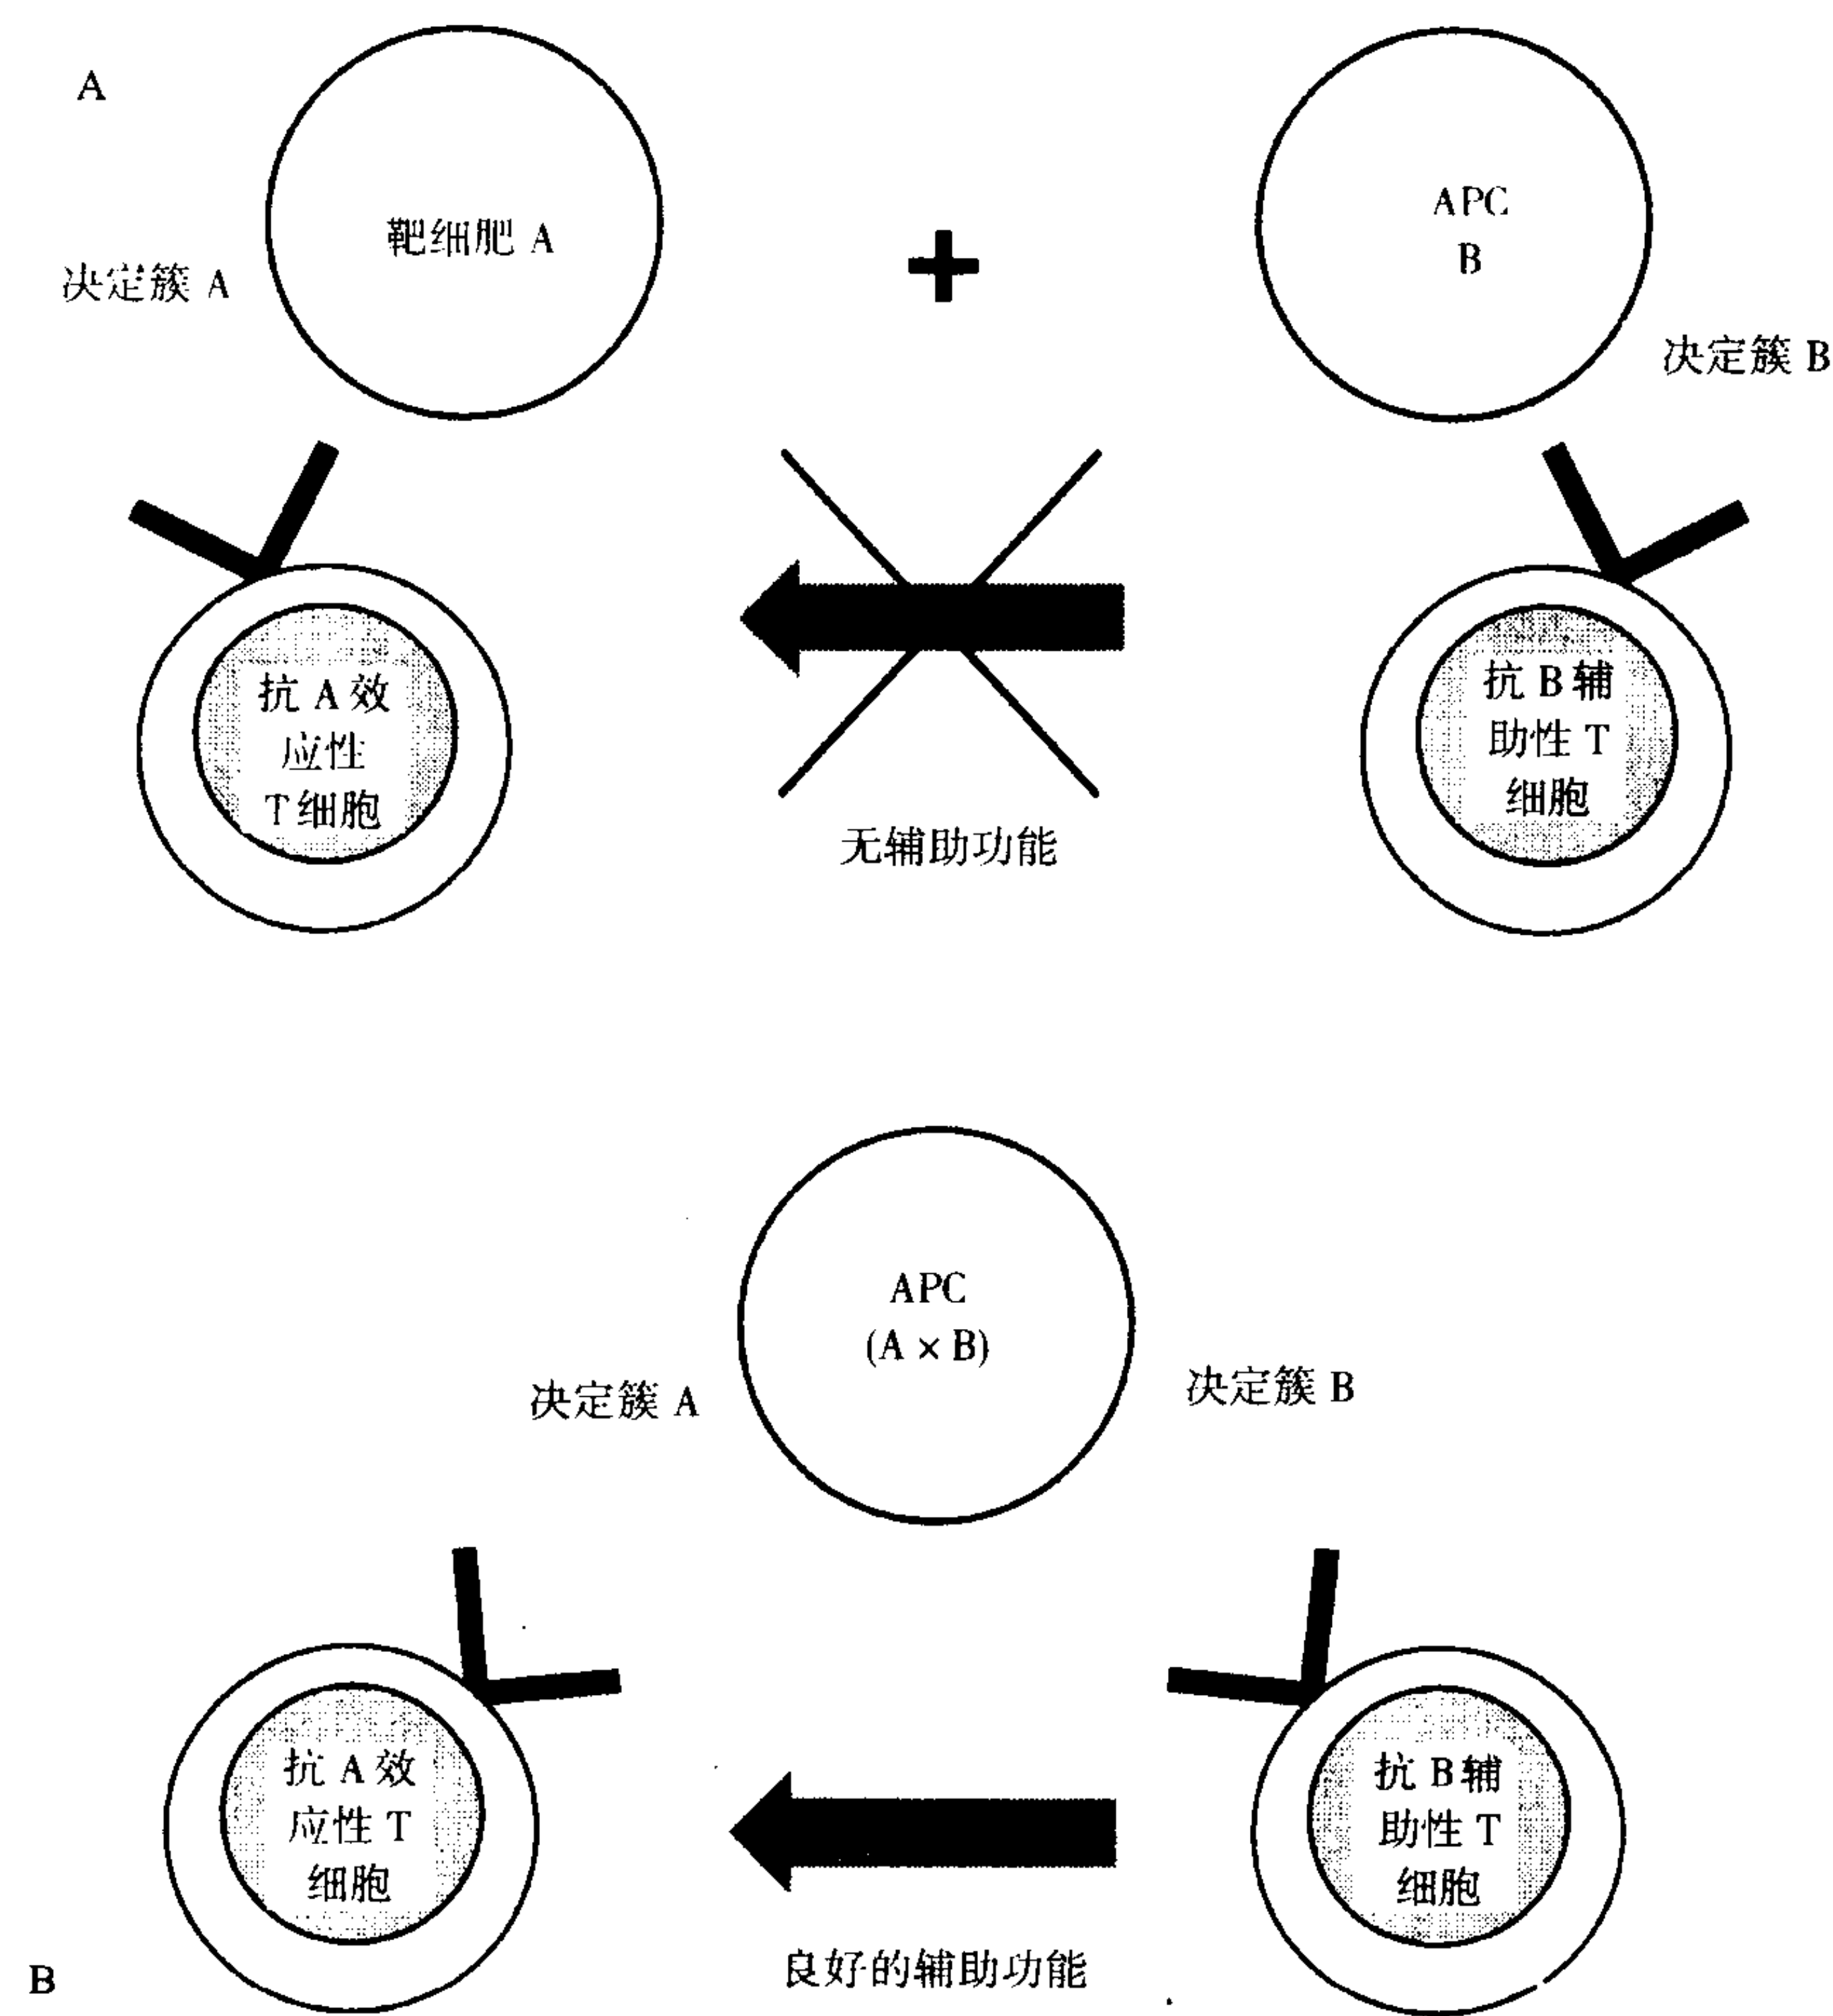 A
靶细肥 A
决定簇 A
APC
B
决定簇 B
抗 A 效
应性
T 细胞
无辅助功能
抗 B 辅
助性 T
细胞
APC
(A × B)
决定簇 A
决定簇 B
抗 A 效
应性 T
细胞
良好的辅助功能
抗 B 辅
助性 T
细胞
B